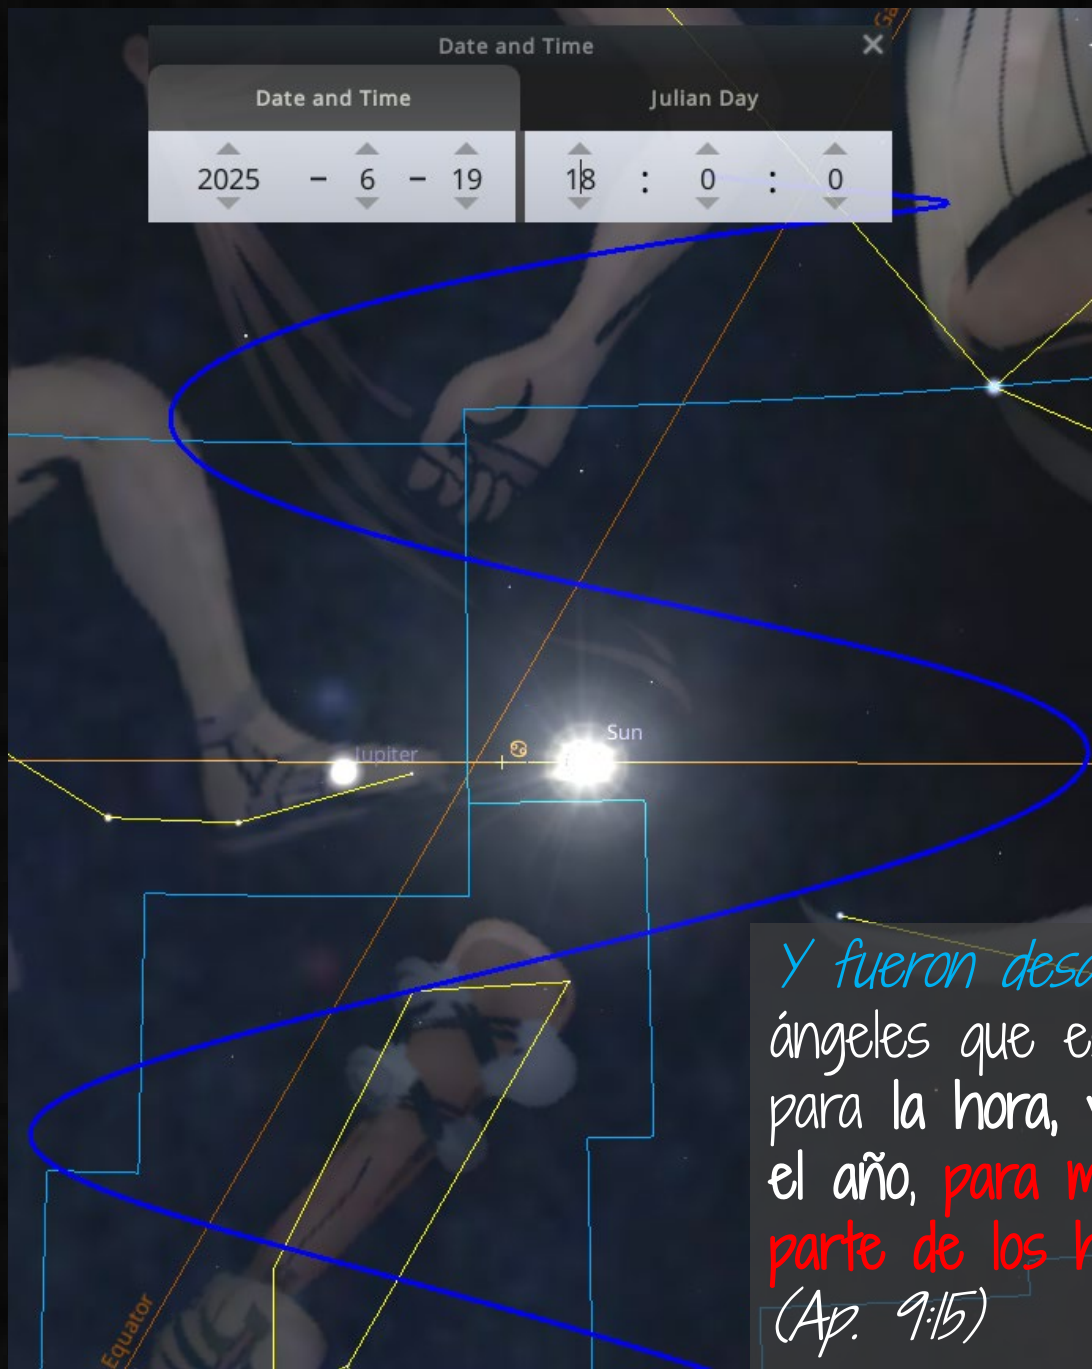 Date and Time ×
Date and Time Julian Day
2025 - 6 - 19 18 : 0 : 0
Sun
Jupiter
♋
Equator
Y fueron
ángeles que
para la hora,
el año, para
parte de los
(Ap. 9:15)